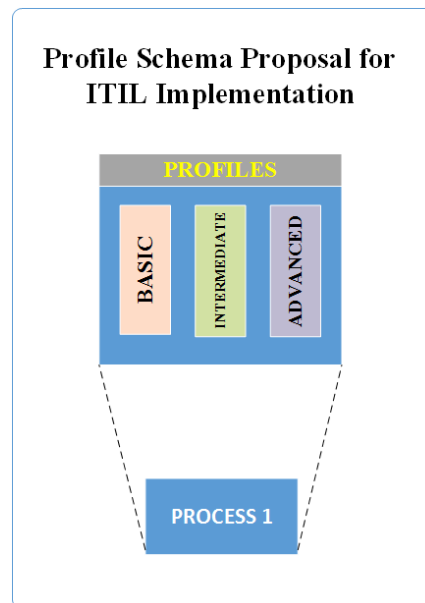 Profile Schema Proposal for
ITIL Implementation
PROFILES
BASIC
INTERMEDIATE
ADVANCED
PROCESS 1